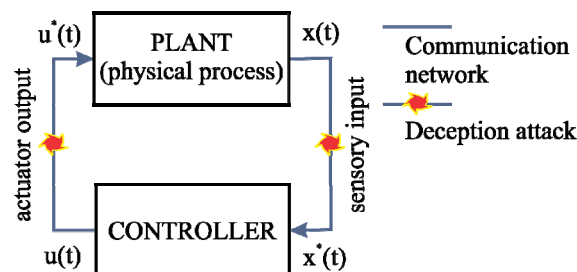 u*(t)
PLANT
(physical process)
x(t)
Communication
network
Deception attack
actuator output
sensory input
CONTROLLER
u(t)
x*(t)